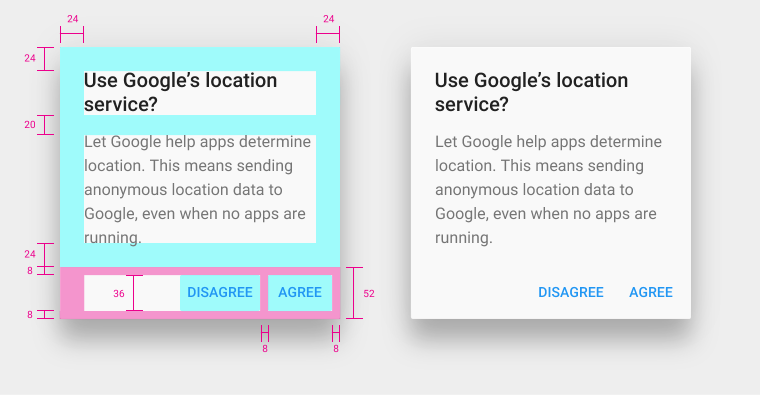 24
24
24
Use Google’s location
service?
20
Let Google help apps determine
location. This means sending
anonymous location data to
Google, even when no apps are
running.
24
8
36
DISAGREE
AGREE
52
8
8
8
Use Google’s location
service?
Let Google help apps determine
location. This means sending
anonymous location data to
Google, even when no apps are
running.
DISAGREE
AGREE